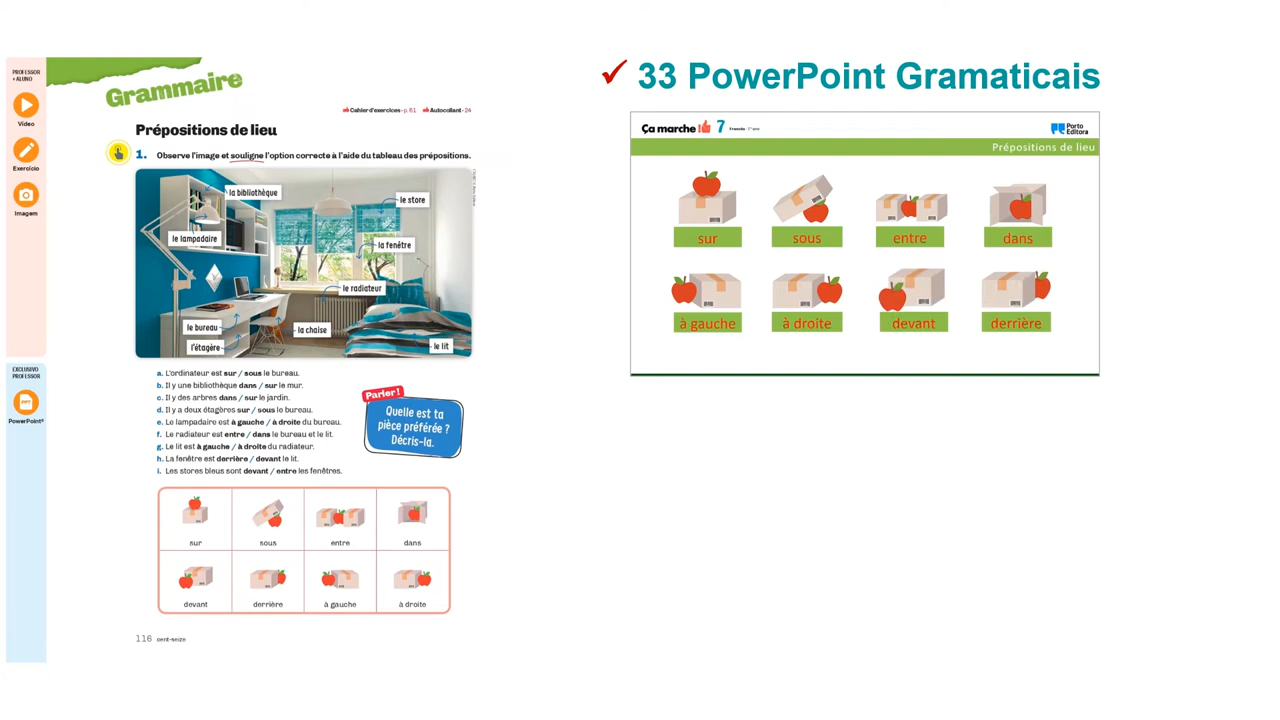 PROFESSOR
+ ALUNO
Vídeo
Exercício
Imagem
EXCLUSIVO
PROFESSOR
PPT
PowerPoint®
Grammaire
Cahier d'exercices - p. 61 Autocollant - 24
Prépositions de lieu
1. Observe l'image et souligne l'option correcte à l'aide du tableau des prépositions.
la bibliothèque
le store
le lampadaire
la fenêtre
le radiateur
le bureau
la chaise
l'étagère
le lit
a. L'ordinateur est sur / sous le bureau.
b. Il y une bibliothèque dans / sur le mur.
c. Il y des arbres dans / sur le jardin.
d. Il y a deux étagères sur / sous le bureau.
e. Le lampadaire est à gauche / à droite du bureau.
f. Le radiateur est entre / dans le bureau et le lit.
g. Le lit est à gauche / à droite du radiateur.
h. La fenêtre est derrière / devant le lit.
i. Les stores bleus sont devant / entre les fenêtres.
Parler !
Quelle est ta
pièce préférée ?
Décris-la.
sur sous entre dans
devant derrière à gauche à droite
116 cent-seize
✓ 33 PowerPoint Gramaticais
Ça marche 7 Francês · 7.º ano
Porto
Editora
Prépositions de lieu
sur sous entre dans
à gauche à droite devant derrière